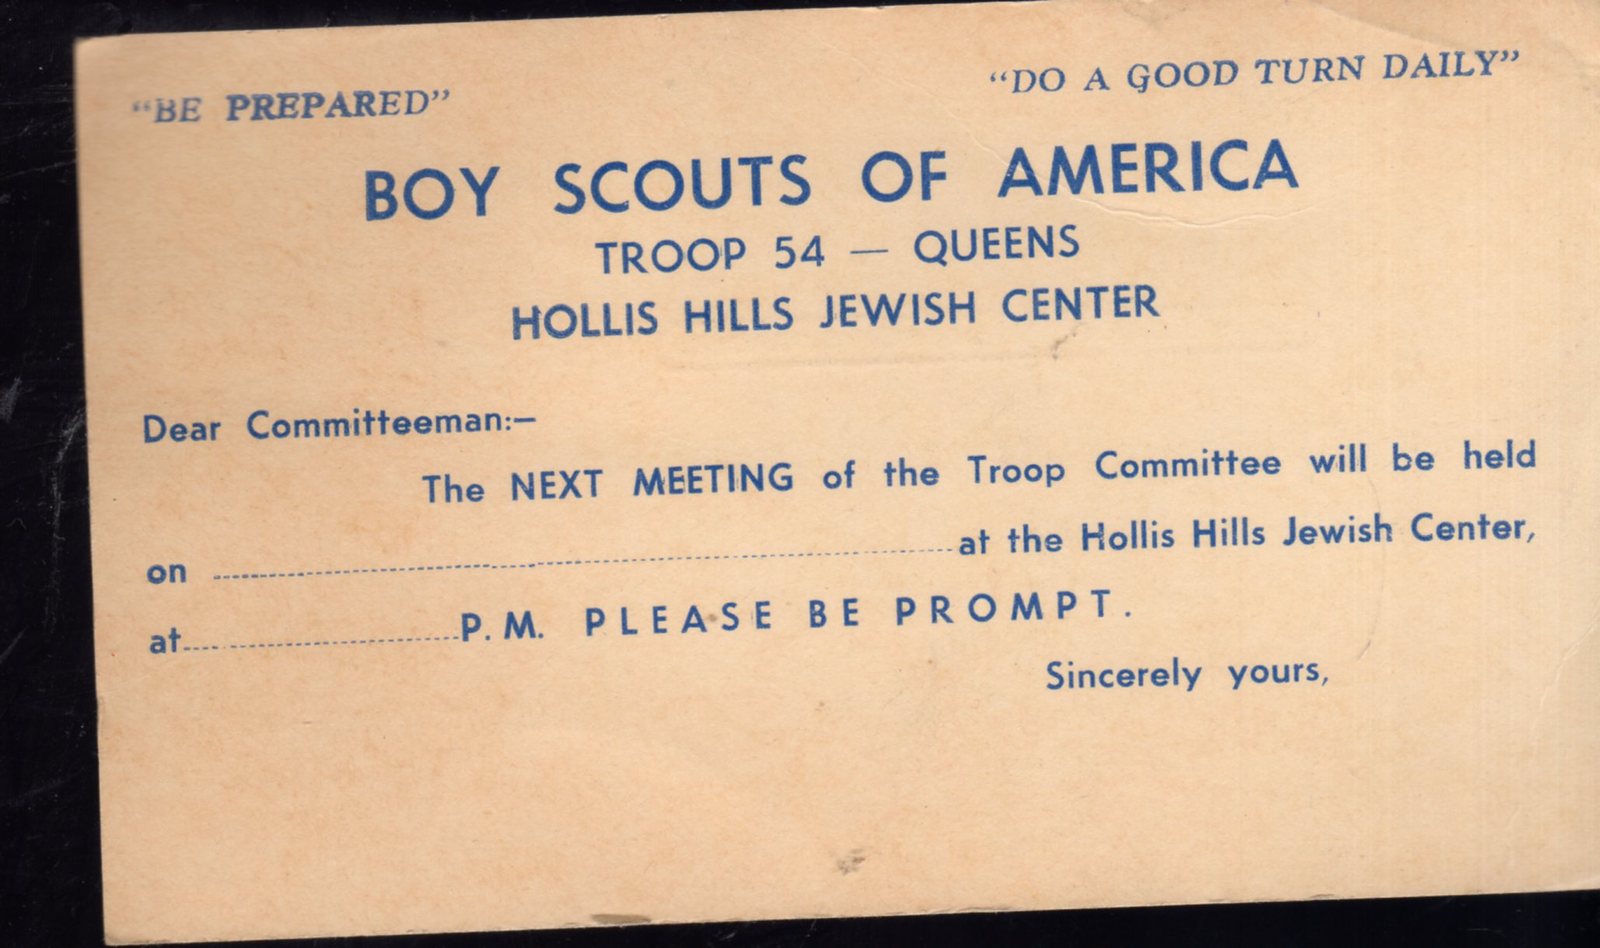 "BE PREPARED" "DO A GOOD TURN DAILY"
BOY SCOUTS OF AMERICA
TROOP 54 — QUEENS
HOLLIS HILLS JEWISH CENTER
Dear Committeeman:—
The NEXT MEETING of the Troop Committee will be held
on ........................................ at the Hollis Hills Jewish Center,
at.................... P. M. PLEASE BE PROMPT.
Sincerely yours,